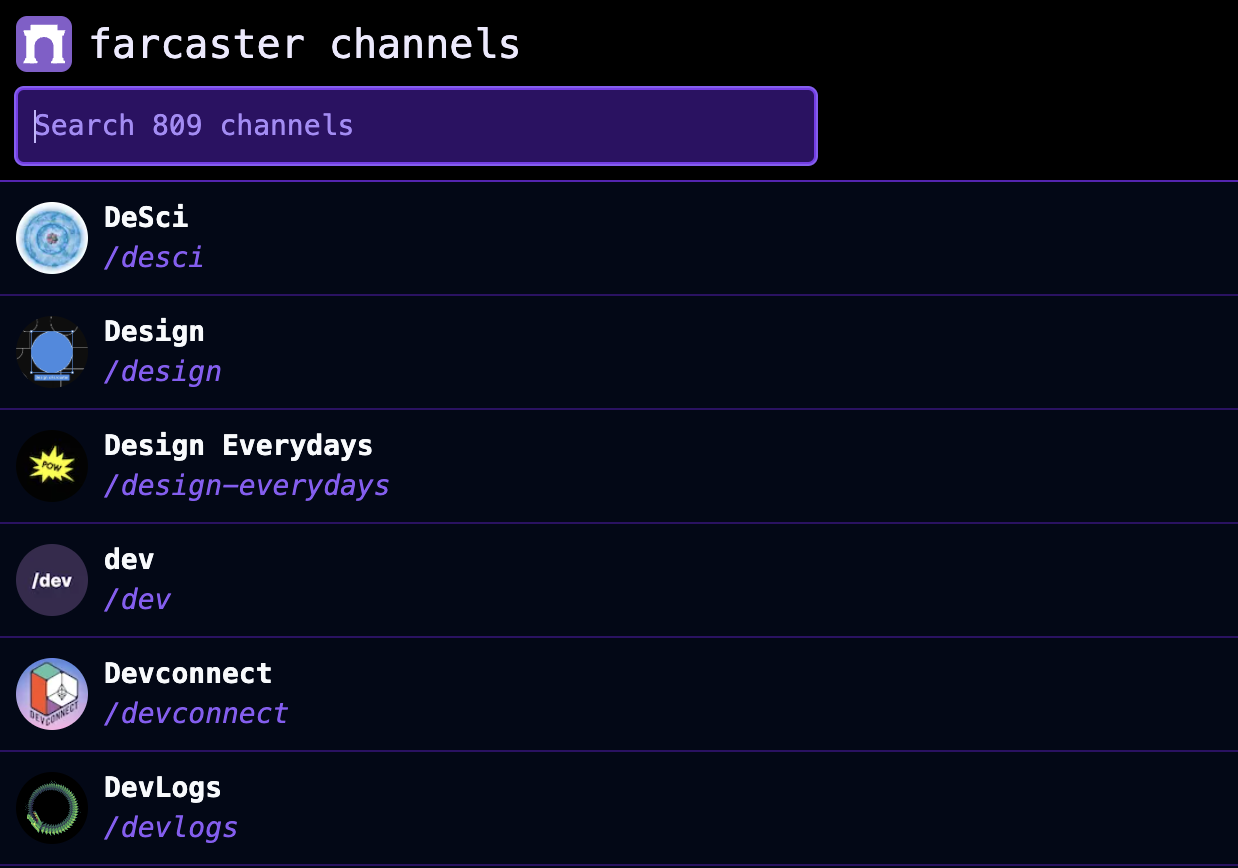 farcaster channels
Search 809 channels
DeSci
/desci
Design
/design
POW
Design Everydays
/design-everydays
/dev
dev
/dev
DEVCONNECT
Devconnect
/devconnect
DevLogs
/devlogs